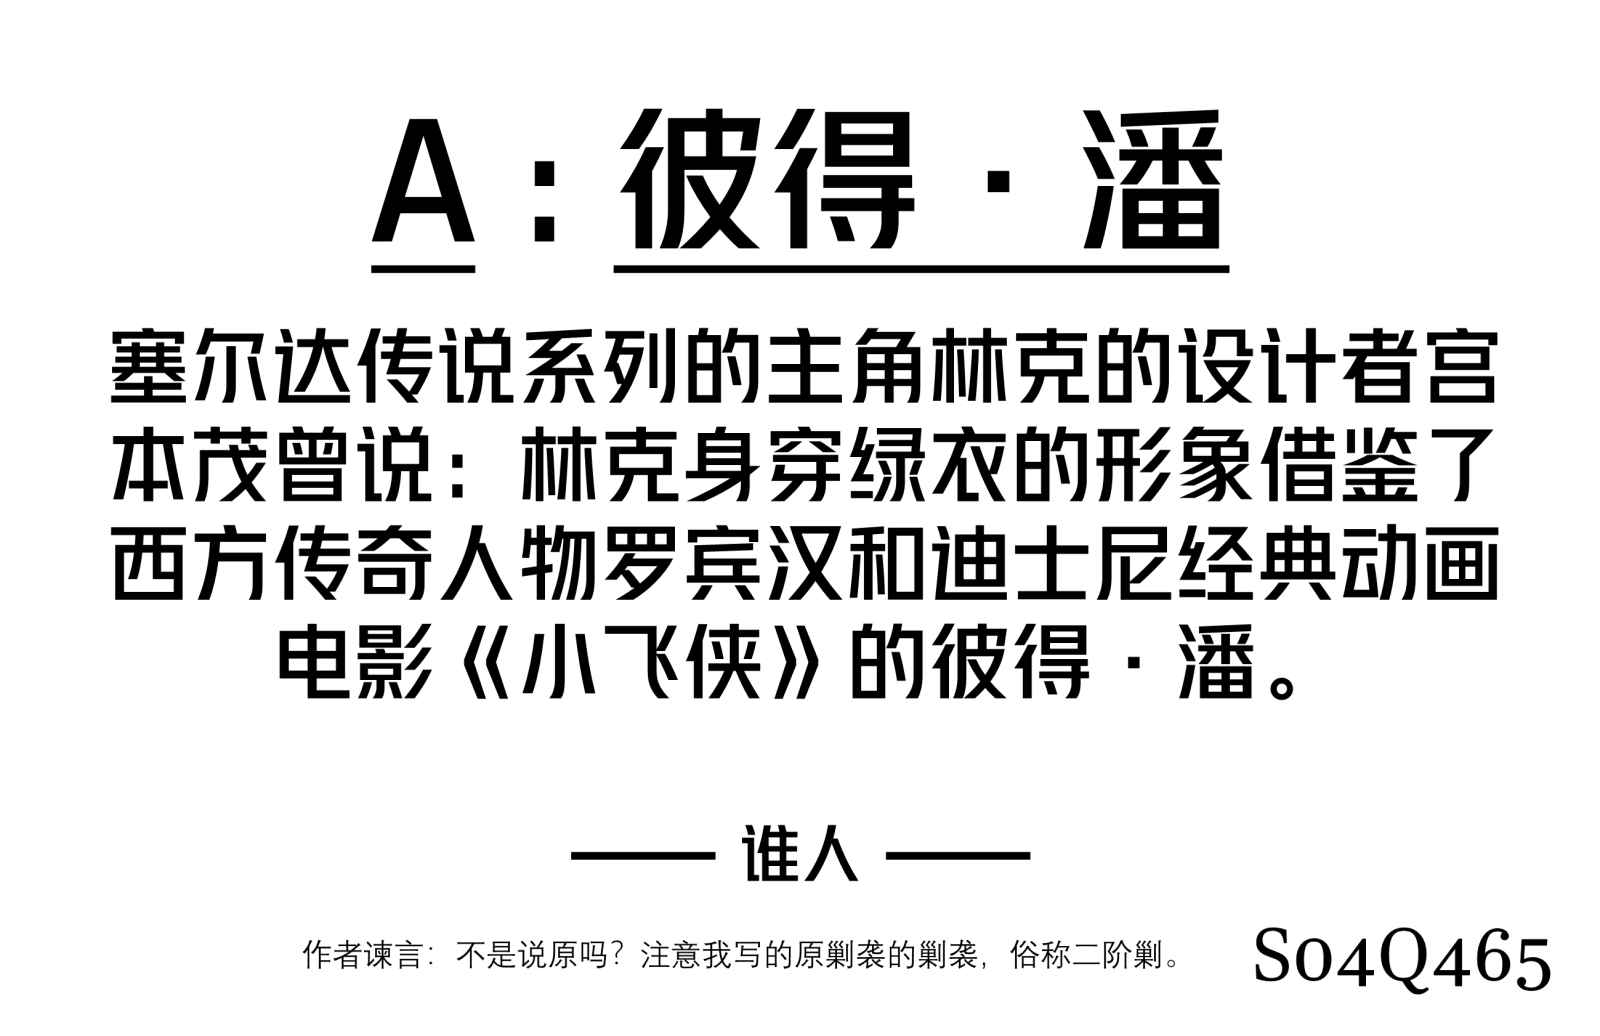 A：彼得·潘
塞尔达传说系列的主角林克的设计者宫
本茂曾说：林克身穿绿衣的形象借鉴了
西方传奇人物罗宾汉和迪士尼经典动画
电影《小飞侠》的彼得·潘。
—— 谁人 ——
作者谏言：不是说原吗？注意我写的原剿袭的剿袭，俗称二阶剿。
S04Q465